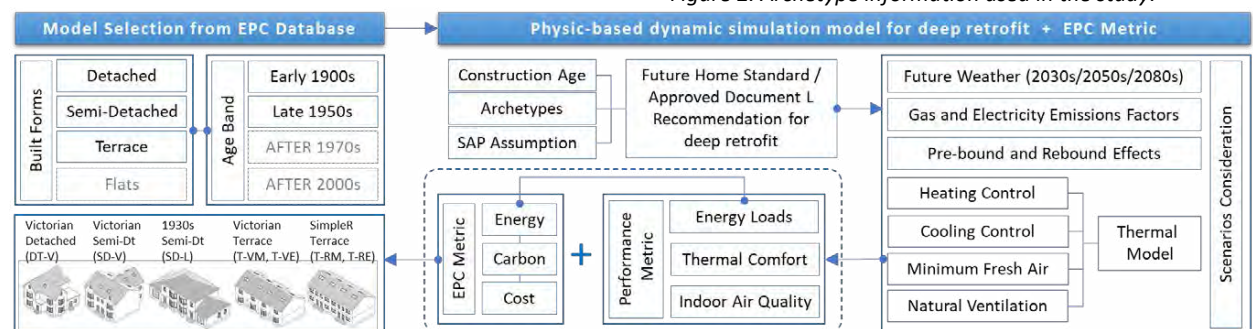 Figure 2: Archetype information used in the study.
Model Selection from EPC Database
Physic-based dynamic simulation model for deep retrofit + EPC Metric
Built Forms
Detached
Semi-Detached
Terrace
Flats
Age Band
Early 1900s
Late 1950s
AFTER 1970s
AFTER 2000s
Construction Age
Archetypes
SAP Assumption
Future Home Standard /
Approved Document L
Recommendation for
deep retrofit
Future Weather (2030s/2050s/2080s)
Gas and Electricity Emissions Factors
Pre-bound and Rebound Effects
Heating Control
Cooling Control
Minimum Fresh Air
Natural Ventilation
Thermal
Model
Scenarios Consideration
EPC Metric
Energy
Carbon
Cost
+
Performance
Metric
Energy Loads
Thermal Comfort
Indoor Air Quality
Victorian
Detached
(DT-V)
Victorian
Semi-Dt
(SD-V)
1930s
Semi-Dt
(SD-L)
Victorian
Terrace
(T-VM, T-VE)
SimpleR
Terrace
(T-RM, T-RE)